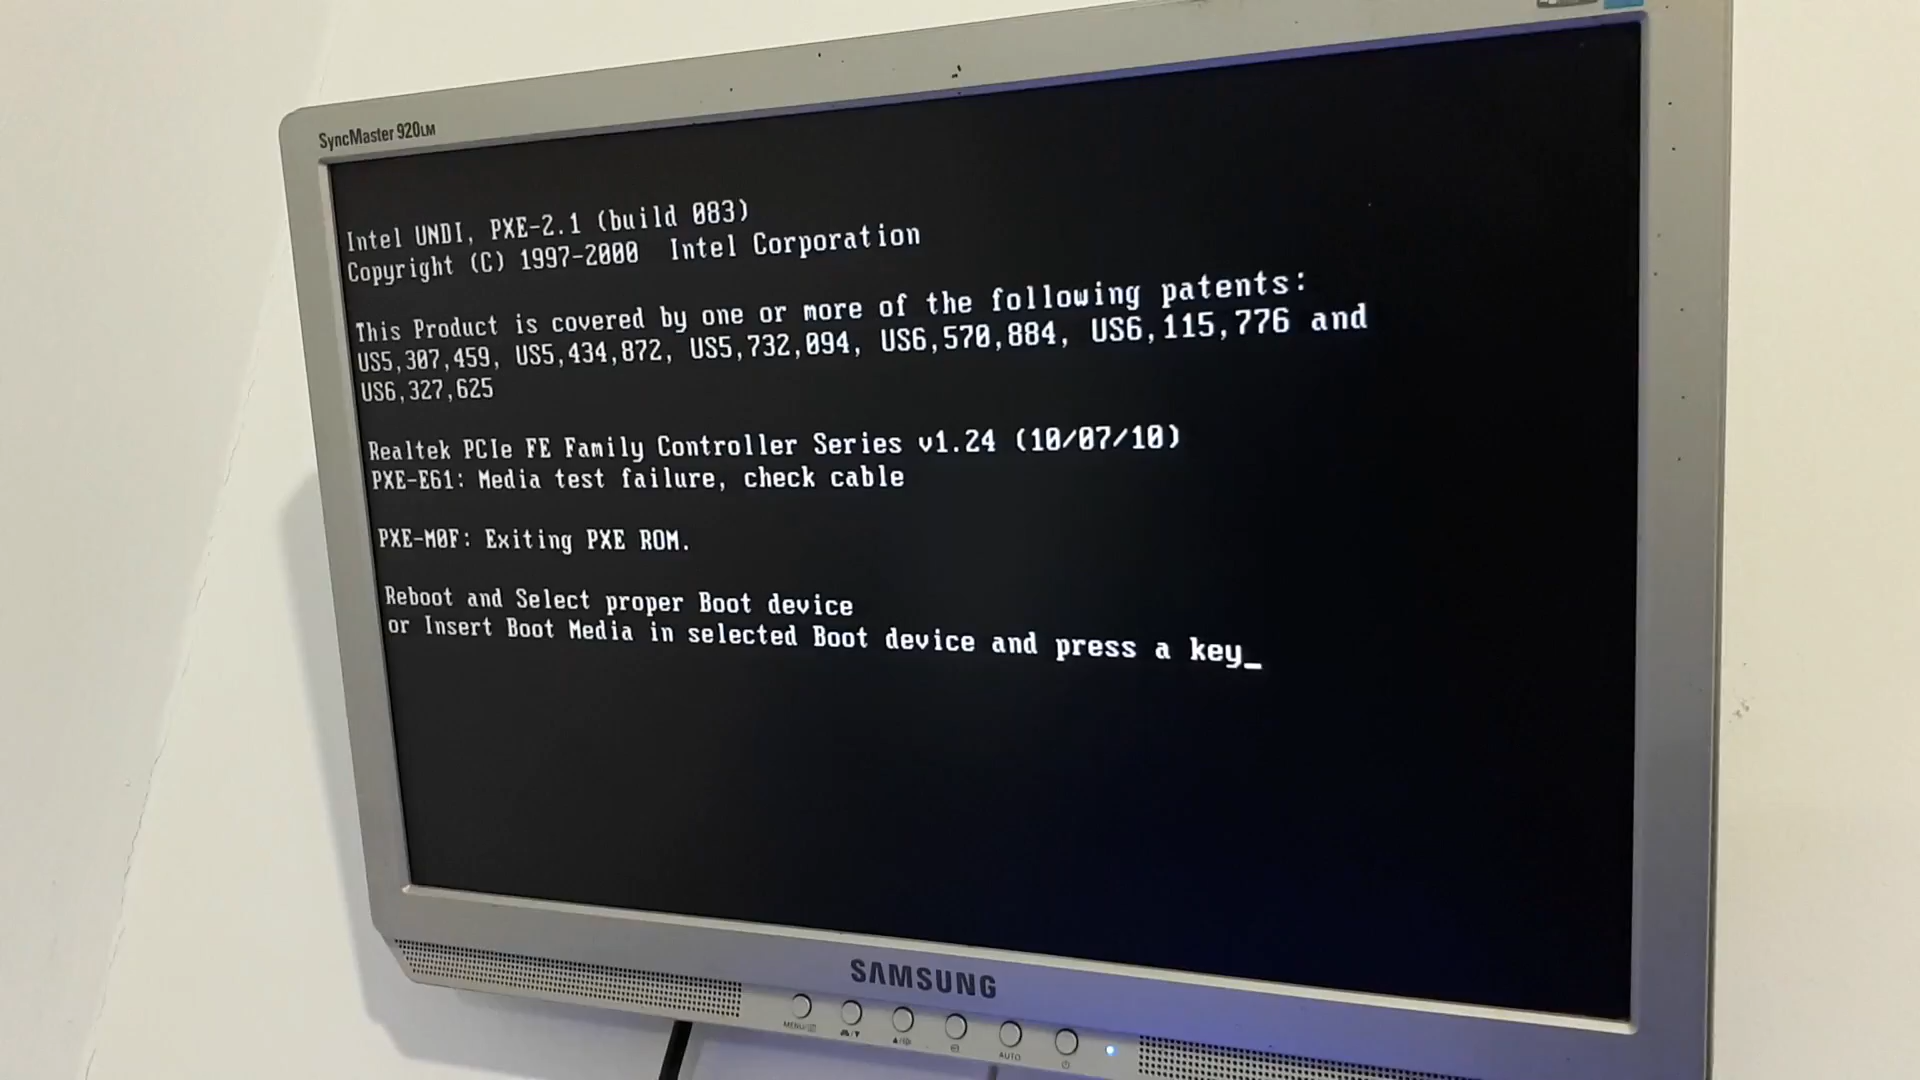 SyncMaster 920LM
Intel UNDI, PXE-2.1 (build 083)
Copyright (C) 1997-2000  Intel Corporation
This Product is covered by one or more of the following patents:
US5,307,459, US5,434,872, US5,732,094, US6,570,884, US6,115,776 and
US6,327,625
Realtek PCIe FE Family Controller Series v1.24 (10/07/10)
PXE-E61: Media test failure, check cable
PXE-M0F: Exiting PXE ROM.
Reboot and Select proper Boot device
or Insert Boot Media in selected Boot device and press a key_
SAMSUNG
MENU
AUTO